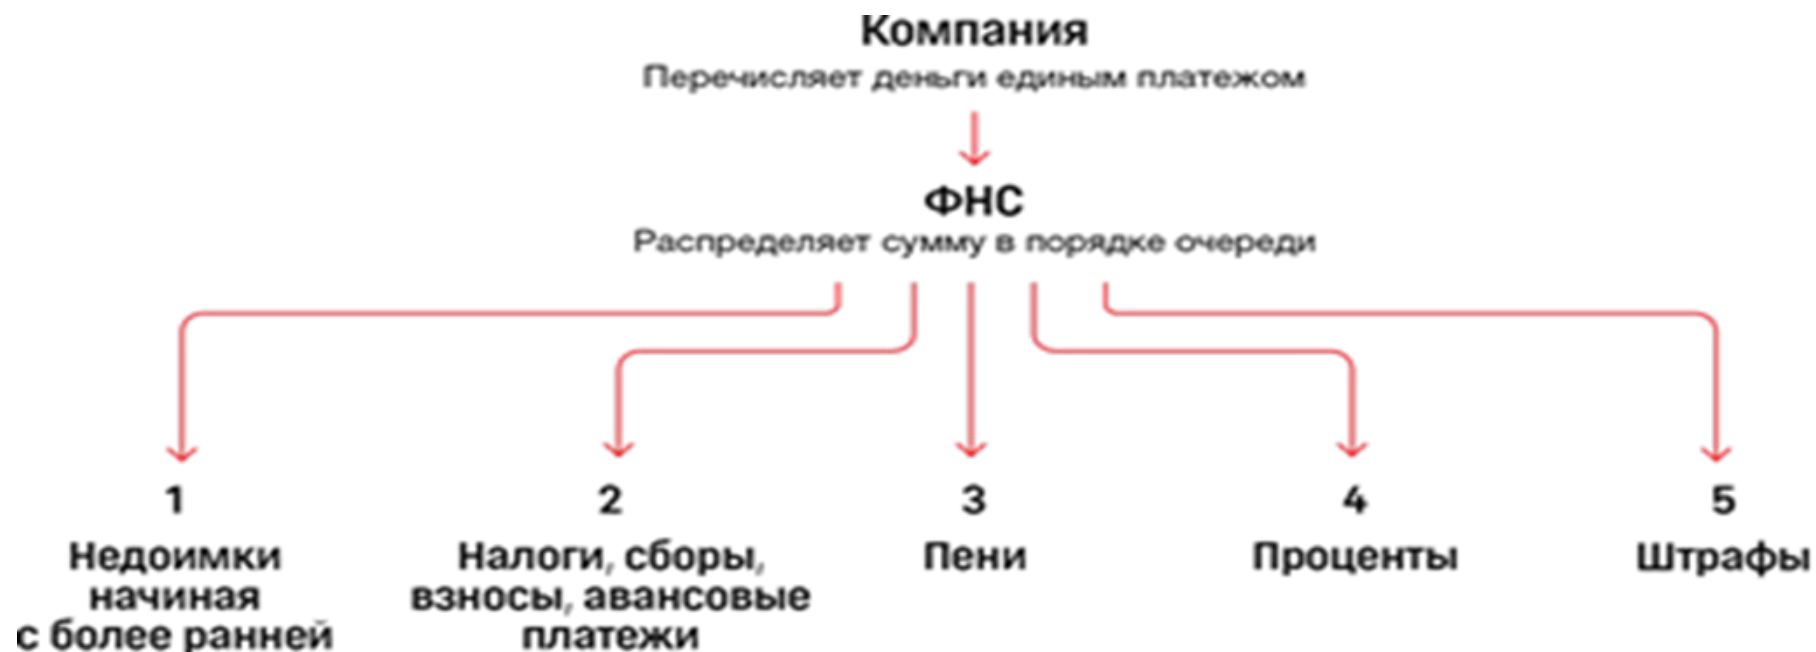 Компания
Перечисляет деньги единым платежом
ФНС
Распределяет сумму в порядке очереди
1
Недоимки
начиная
с более ранней
2
Налоги, сборы,
взносы, авансовые
платежи
3
Пени
4
Проценты
5
Штрафы